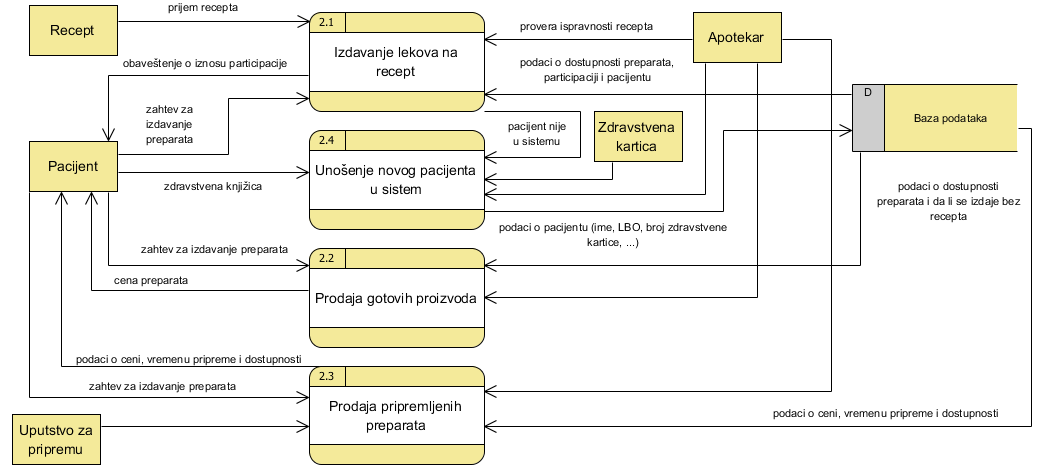 prijem recepta
Recept
2.1
Izdavanje lekova na
recept
provera ispravnosti recepta
Apotekar
obaveštenje o iznosu participacije
podaci o dostupnosti preparata,
participaciji i pacijentu
zahtev za
izdavanje
preparata
D
Baza podataka
pacijent nije
u sistemu
Zdravstvena
kartica
2.4
Unošenje novog pacijenta
u sistem
Pacijent
zdravstvena knjižica
podaci o dostupnosti
preparata i da li se izdaje bez
recepta
podaci o pacijentu (ime, LBO, broj zdravstvene
kartice, ...)
zahtev za izdavanje preparata
2.2
Prodaja gotovih proizvoda
cena preparata
podaci o ceni, vremenu pripreme i dostupnosti
2.3
Prodaja pripremljenih
preparata
zahtev za izdavanje preparata
podaci o ceni, vremenu pripreme i dostupnosti
Uputstvo za
pripremu